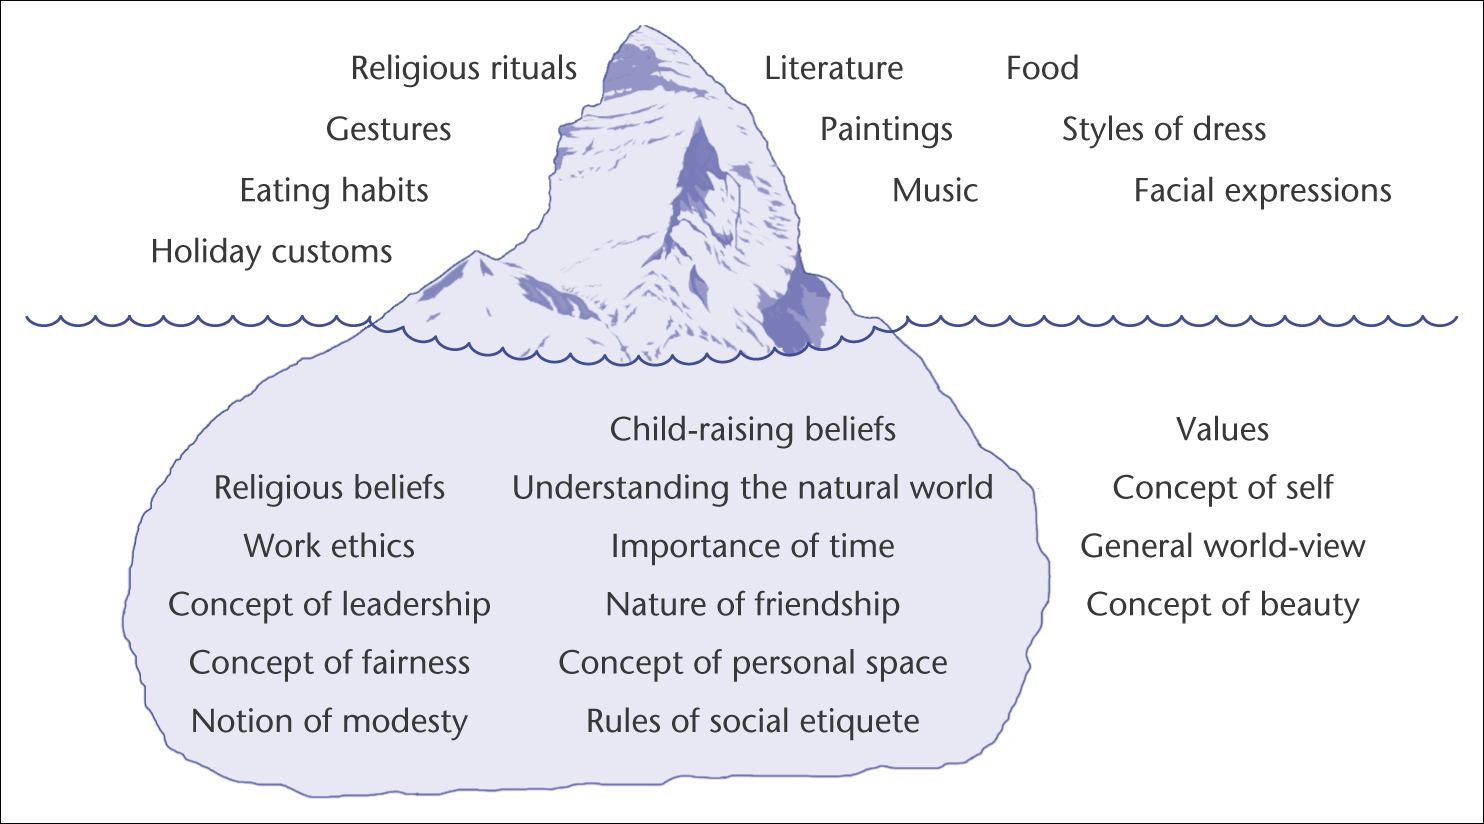 Religious rituals
Literature
Food
Gestures
Paintings
Styles of dress
Eating habits
Music
Facial expressions
Holiday customs
Child-raising beliefs
Values
Religious beliefs
Understanding the natural world
Concept of self
Work ethics
Importance of time
General world-view
Concept of leadership
Nature of friendship
Concept of beauty
Concept of fairness
Concept of personal space
Notion of modesty
Rules of social etiquete